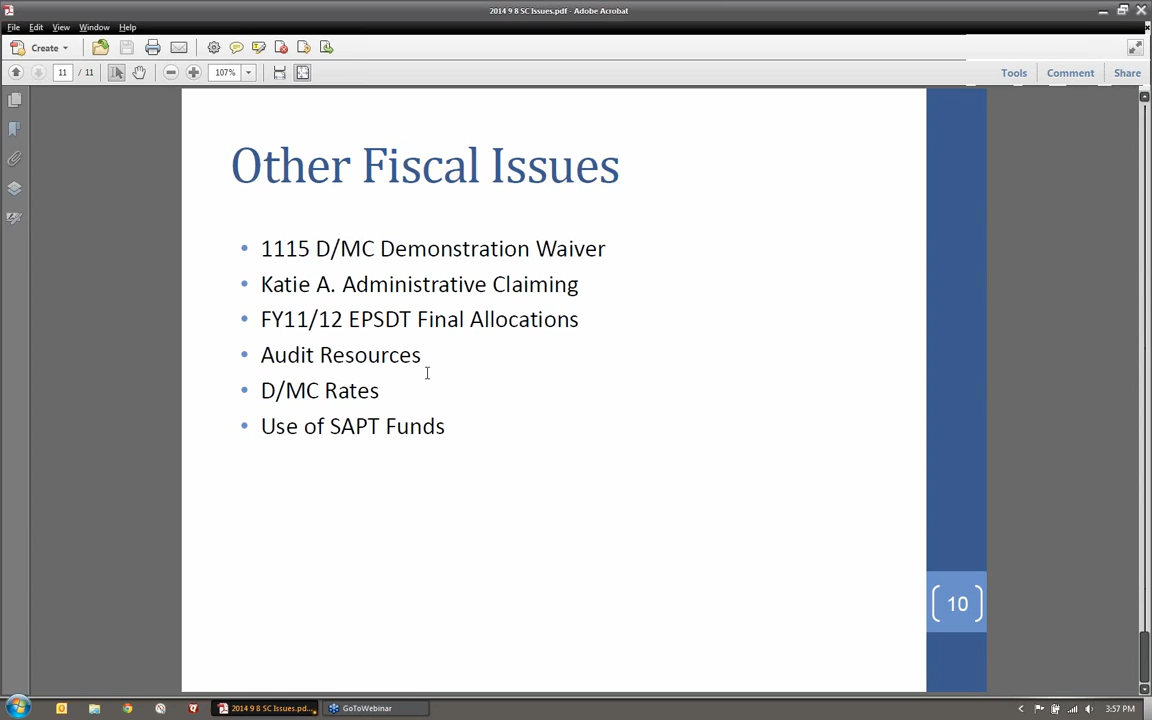 2014 9 8 SC Issues.pdf - Adobe Acrobat
File Edit View Window Help
Create
11 / 11 107% Tools Comment Share
Other Fiscal Issues
• 1115 D/MC Demonstration Waiver
• Katie A. Administrative Claiming
• FY11/12 EPSDT Final Allocations
• Audit Resources
• D/MC Rates
• Use of SAPT Funds
10
2014 9 8 SC Issues.pd... GoToWebinar 3:57 PM